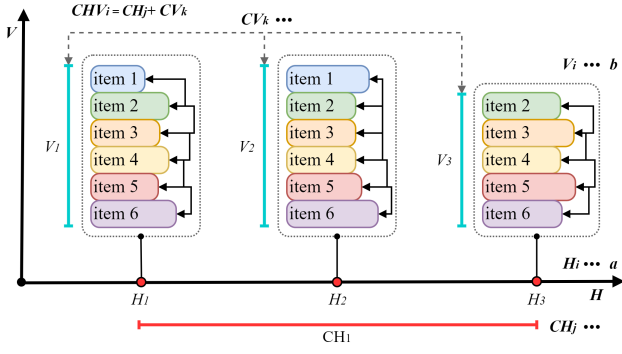 CHVi = CHj + CVk
CVk •••
V
Vi ••• b
item 1
item 2
item 3
item 4
item 5
item 6
V1
item 1
item 2
item 3
item 4
item 5
item 6
V2
item 2
item 3
item 4
item 5
item 6
V3
Hi ••• a
H1
H2
H3
H
CH1
CHj •••